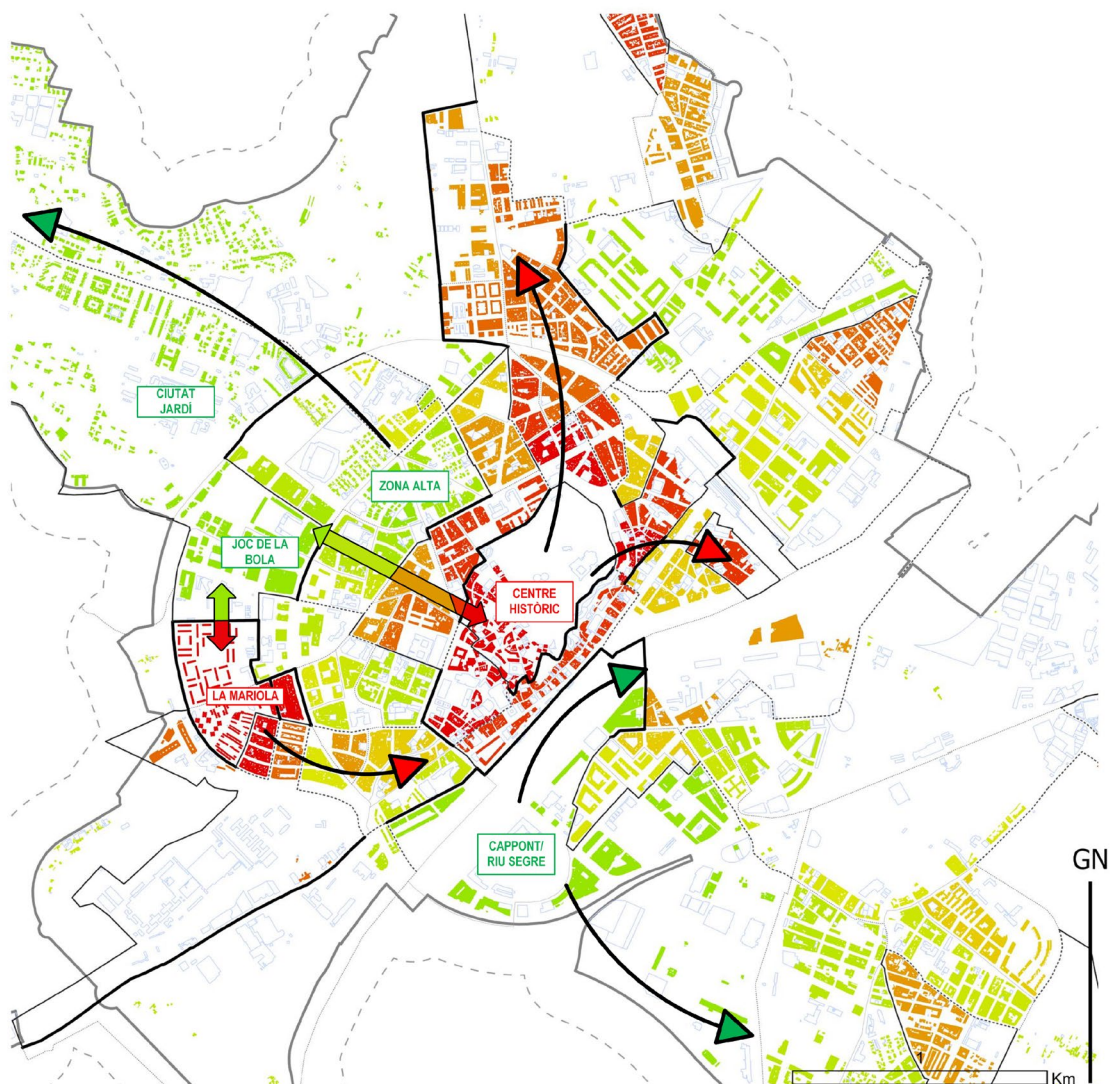 CIUTAT
JARDÍ
ZONA ALTA
JOC DE LA
BOLA
CENTRE
HISTÒRIC
LA MARIOLA
CAPPONT/
RIU SEGRE
GN
1
Km